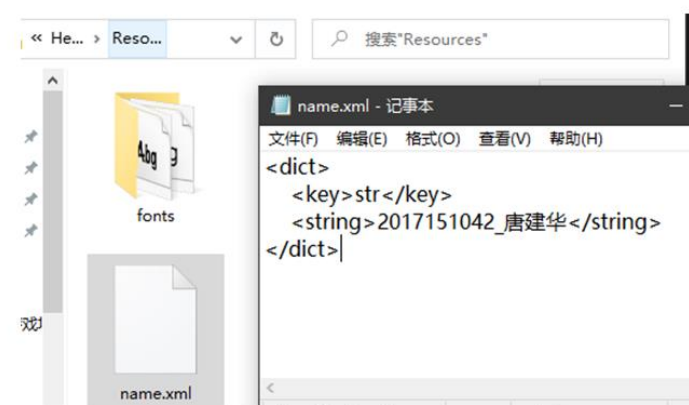 « He... › Reso...
搜索"Resources"
fonts
name.xml
name.xml - 记事本
文件(F) 编辑(E) 格式(O) 查看(V) 帮助(H)
<dict>
<key>str</key>
<string>2017151042_唐建华</string>
</dict>